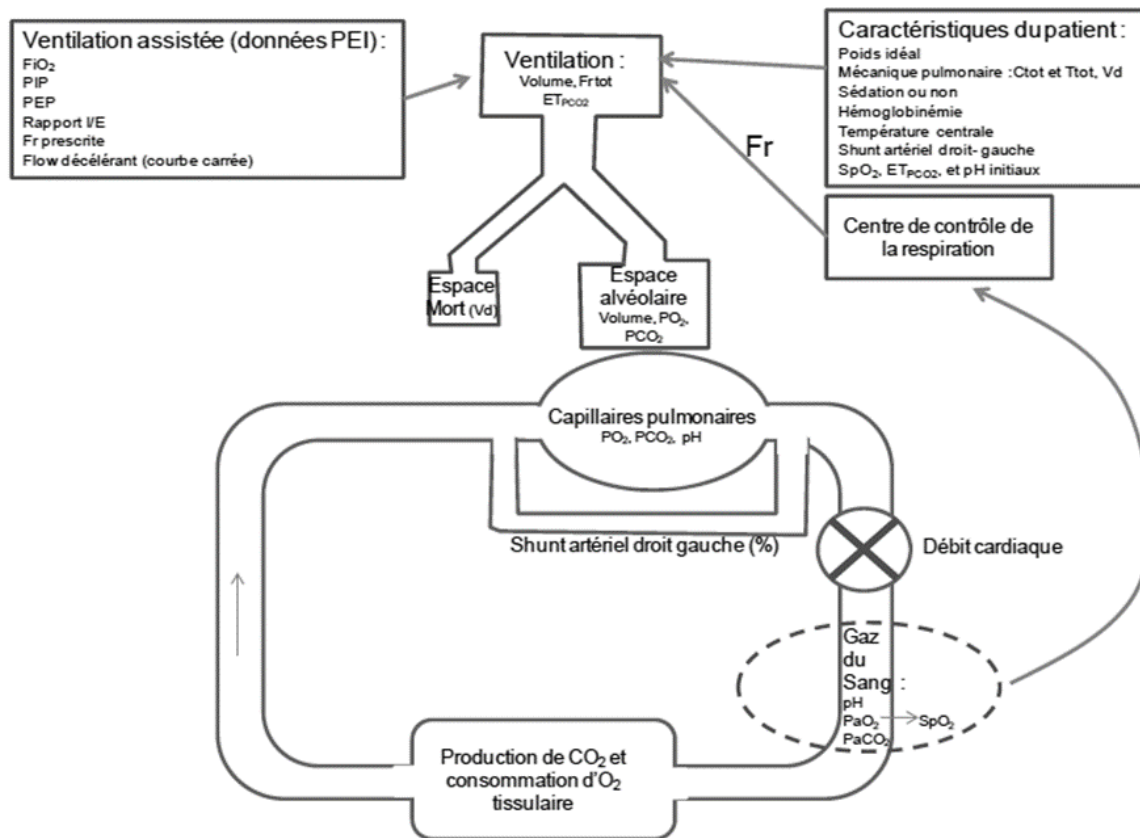 Ventilation assistée (données PEI) :
FiO₂
PIP
PEP
Rapport I/E
Fr prescrite
Flow décélérant (courbe carrée)
Ventilation :
Volume, Frtot
ET_PCO2
Caractéristiques du patient :
Poids idéal
Mécanique pulmonaire : Ctot et Ttot, Vd
Sédation ou non
Hémoglobinémie
Température centrale
Shunt artériel droit- gauche
SpO₂, ET_PCO2, et pH initiaux
Fr
Centre de contrôle de
la respiration
Espace
Mort (Vd)
Espace
alvéolaire
Volume, PO₂,
PCO₂
Capillaires pulmonaires
PO₂, PCO₂, pH
Shunt artériel droit gauche (%)
Débit cardiaque
Gaz
du
Sang :
pH
PaO₂ → SpO₂
PaCO₂
Production de CO₂ et
consommation d'O₂
tissulaire